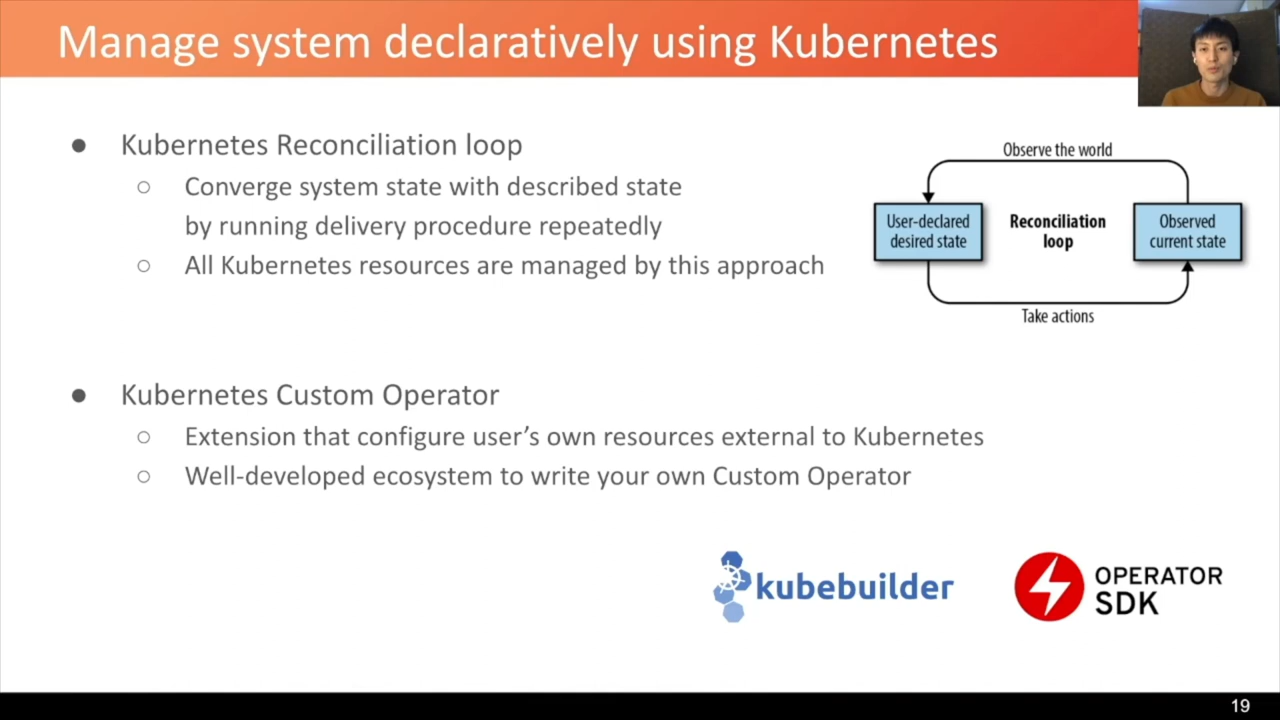 Manage system declaratively using Kubernetes
● Kubernetes Reconciliation loop
○ Converge system state with described state
by running delivery procedure repeatedly
○ All Kubernetes resources are managed by this approach
Observe the world
User-declared
desired state
Reconciliation
loop
Observed
current state
Take actions
● Kubernetes Custom Operator
○ Extension that configure user’s own resources external to Kubernetes
○ Well-developed ecosystem to write your own Custom Operator
kubebuilder
OPERATOR
SDK
19